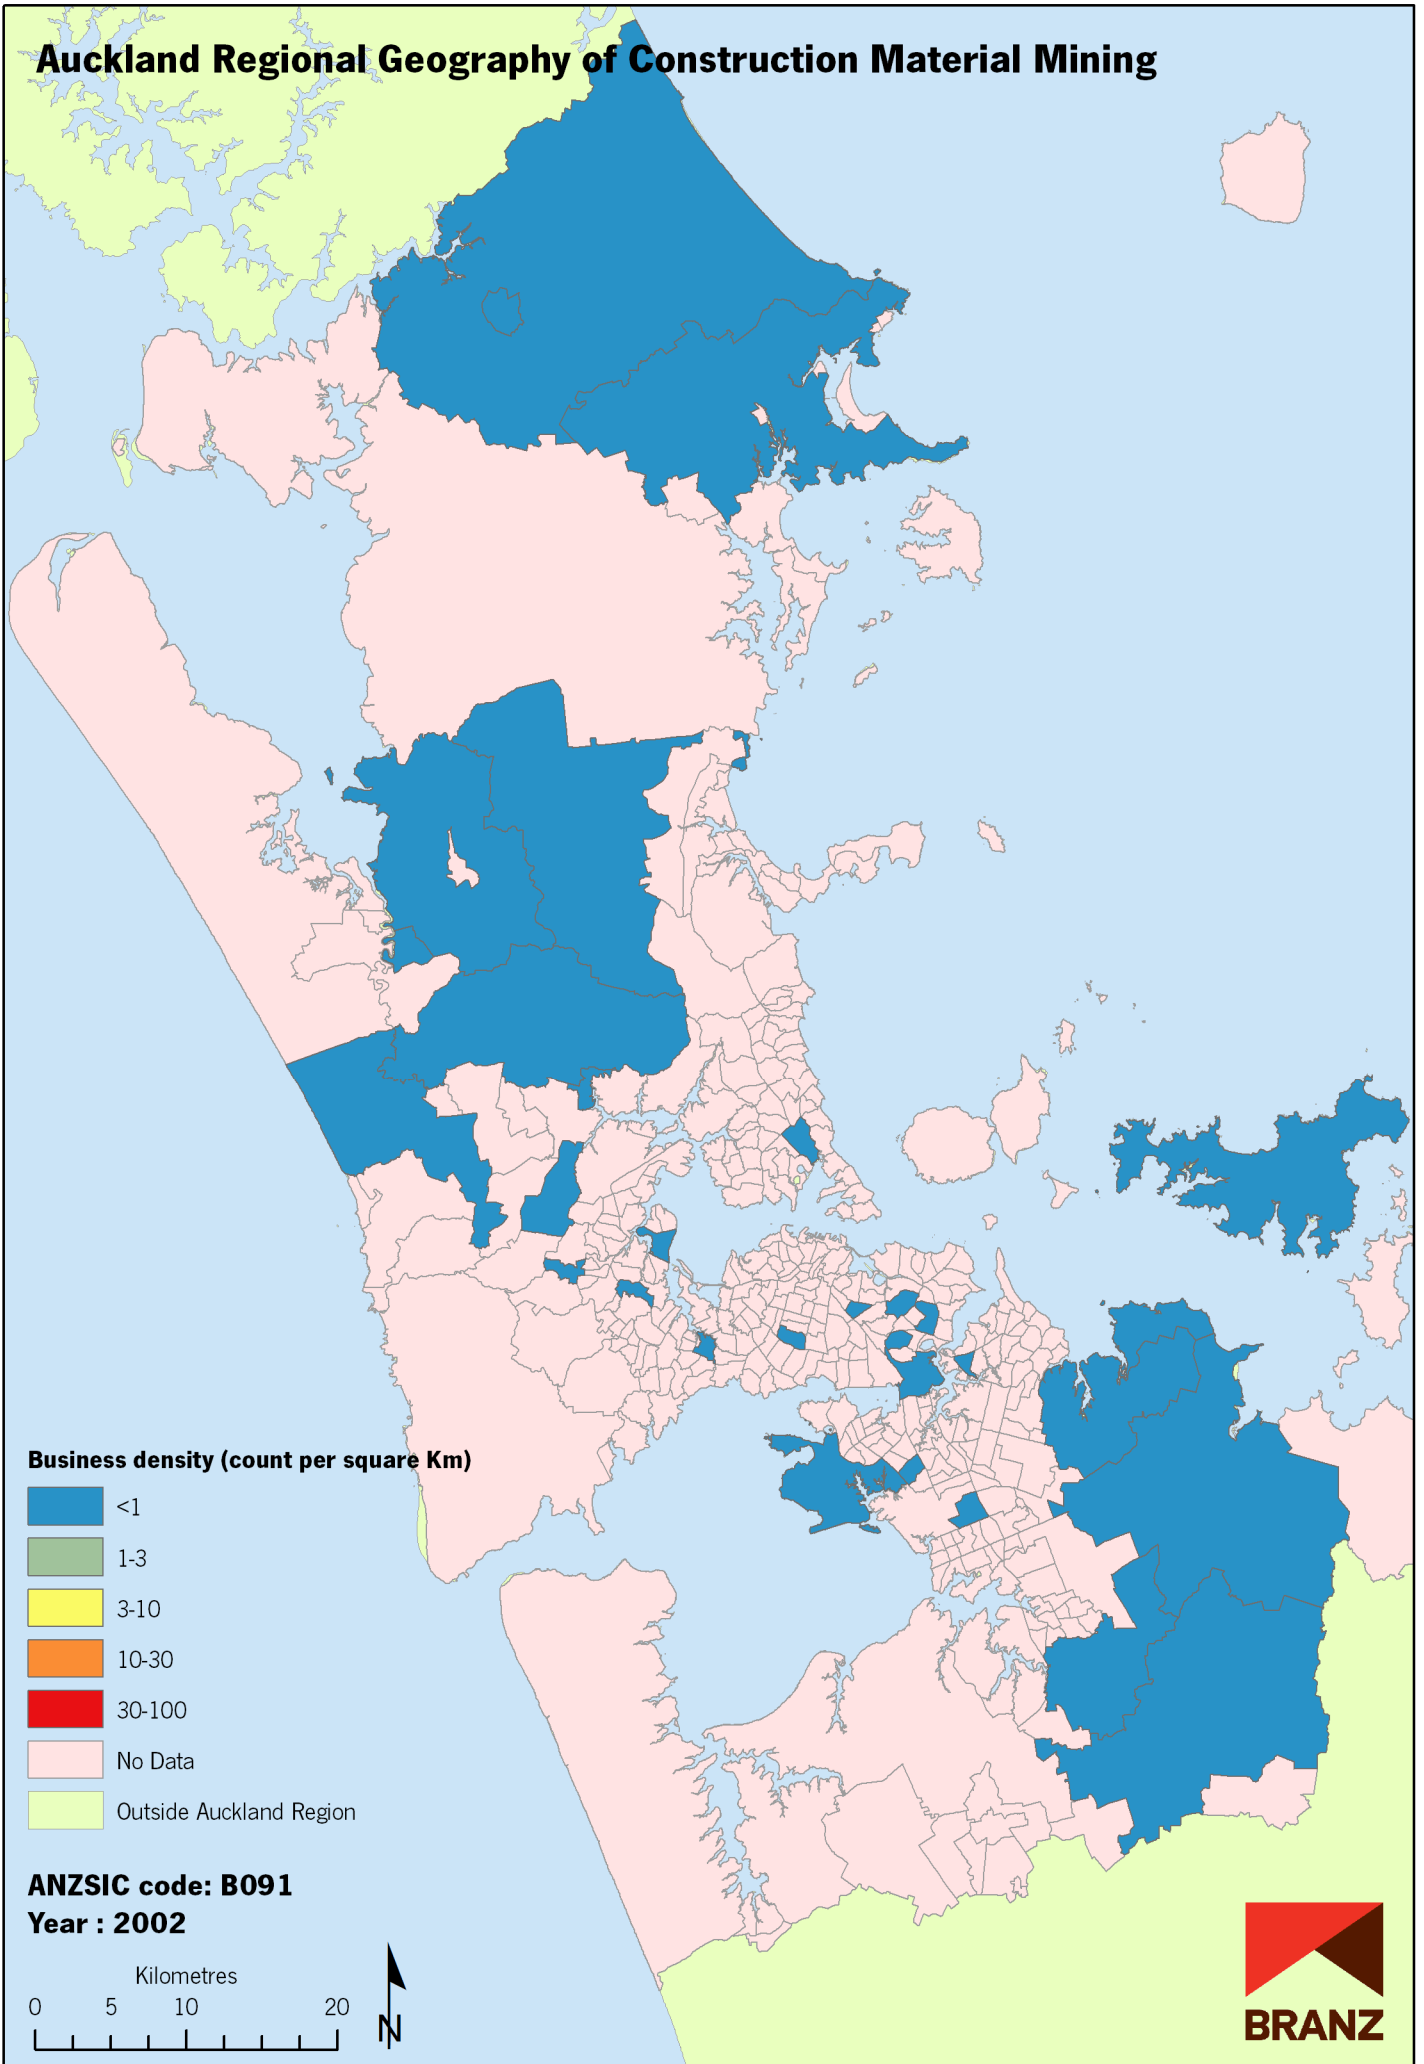 Auckland Regional Geography of Construction Material Mining
Business density (count per square Km)
<1
1-3
3-10
10-30
30-100
No Data
Outside Auckland Region
ANZSIC code: B091
Year : 2002
Kilometres
0 5 10 20
N
BRANZ